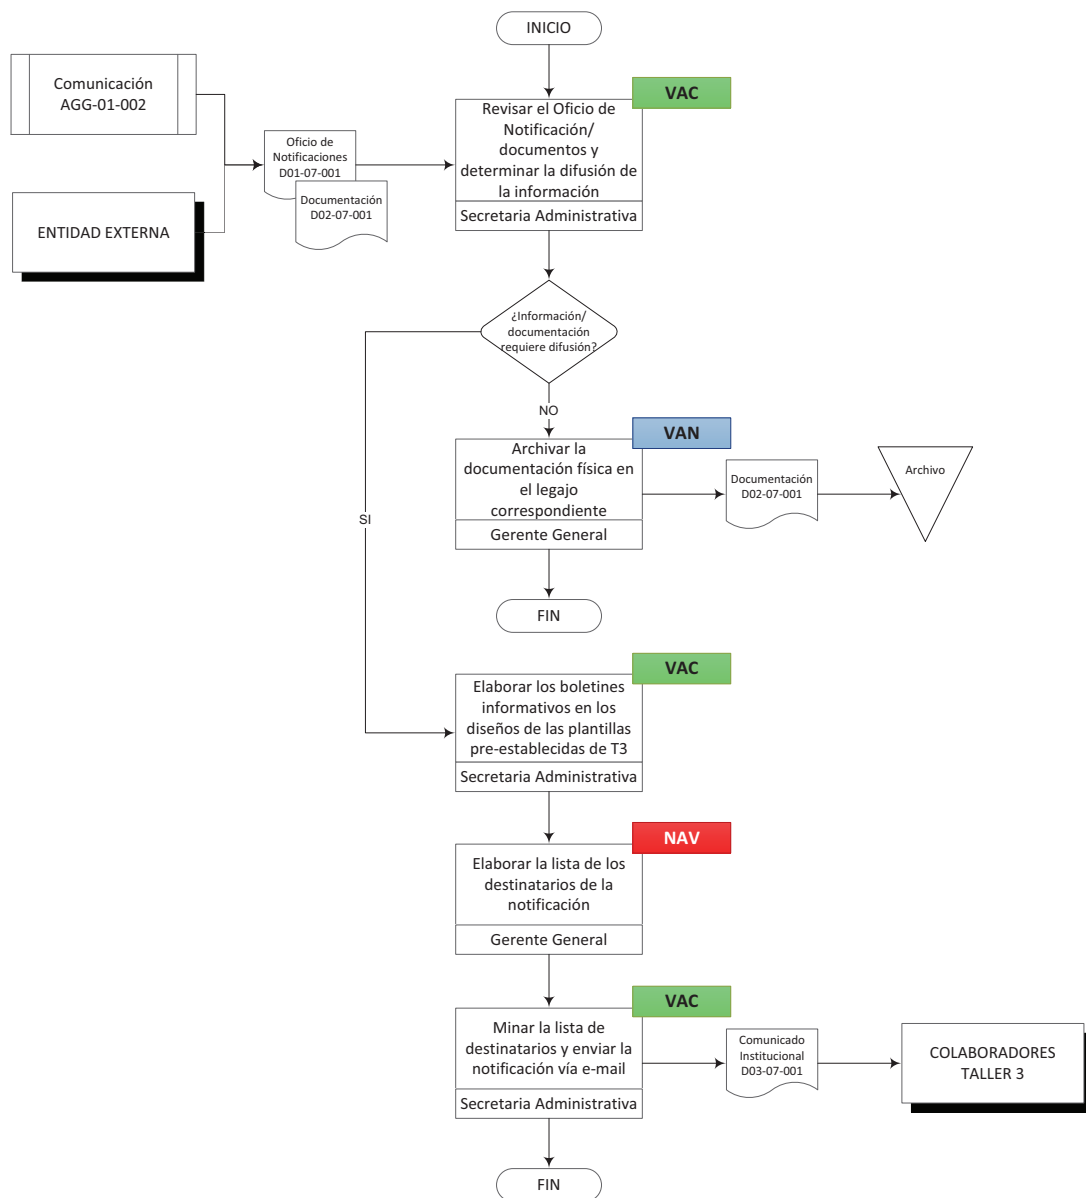 INICIO
Comunicación
AGG-01-002
VAC
Revisar el Oficio de
Notificación/
documentos y
determinar la difusión de
la información
Secretaria Administrativa
Oficio de
Notificaciones
D01-07-001
Documentación
D02-07-001
ENTIDAD EXTERNA
¿Información/
documentación
requiere difusión?
NO
SI
VAN
Archivar la
documentación física en
el legajo
correspondiente
Gerente General
Documentación
D02-07-001
Archivo
FIN
VAC
Elaborar los boletines
informativos en los
diseños de las plantillas
pre-establecidas de T3
Secretaria Administrativa
NAV
Elaborar la lista de los
destinatarios de la
notificación
Gerente General
VAC
Minar la lista de
destinatarios y enviar la
notificación vía e-mail
Secretaria Administrativa
Comunicado
Institucional
D03-07-001
COLABORADORES
TALLER 3
FIN